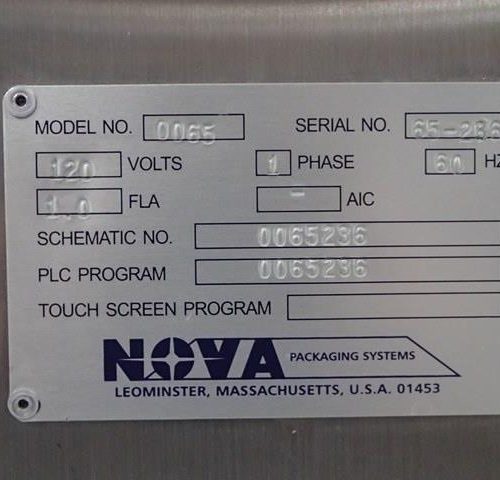 MODEL NO. 0065 SERIAL NO.
120 VOLTS 1 PHASE 60 HZ
1.0 FLA - AIC
SCHEMATIC NO. 0065236
PLC PROGRAM 0065236
TOUCH SCREEN PROGRAM
NOVA PACKAGING SYSTEMS
LEOMINSTER, MASSACHUSETTS, U.S.A. 01453